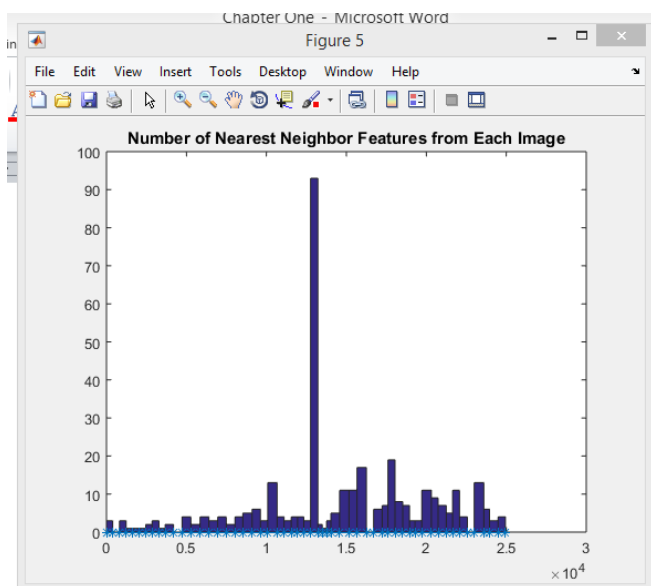 Chapter One - Microsoft Word
Figure 5
File Edit View Insert Tools Desktop Window Help
Number of Nearest Neighbor Features from Each Image
100
90
80
70
60
50
40
30
20
10
0
0 0.5 1 1.5 2 2.5 3
×10⁴